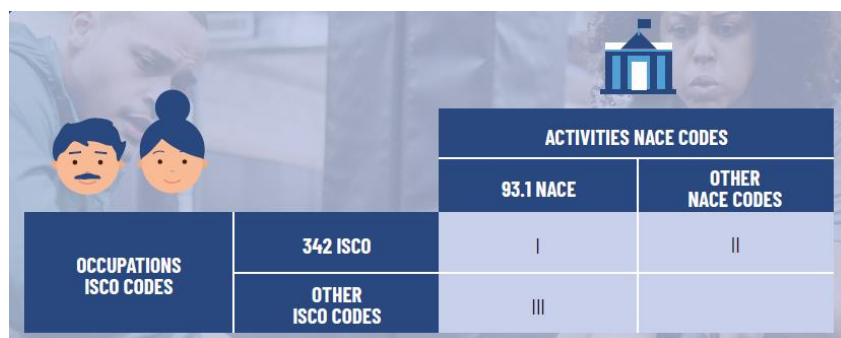 ACTIVITIES NACE CODES
93.1 NACE
OTHER
NACE CODES
OCCUPATIONS
ISCO CODES
342 ISCO
I
II
OTHER
ISCO CODES
III